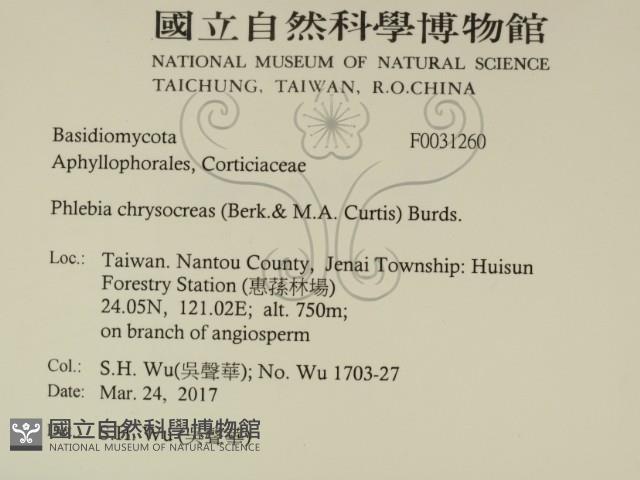 國立自然科學博物館
NATIONAL MUSEUM OF NATURAL SCIENCE
TAICHUNG, TAIWAN, R.O.CHINA
Basidiomycota F0031260
Aphyllophorales, Corticiaceae
Phlebia chrysocreas (Berk.& M.A. Curtis) Burds.
Loc.: Taiwan. Nantou County, Jenai Township: Huisun
Forestry Station (惠蓀林場)
24.05N, 121.02E; alt. 750m;
on branch of angiosperm
Col.: S.H. Wu(吳聲華); No. Wu 1703-27
Date: Mar. 24, 2017
S.H. Wu(吳聲華)
國立自然科學博物館
NATIONAL MUSEUM OF NATURAL SCIENCE